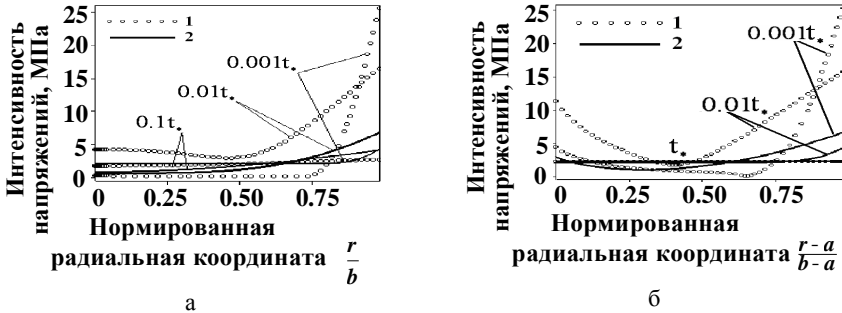 25
20
15
10
5
0
0 0.25 0.50 0.75
Интенсивность
напряжений, МПа
1
2
0.001t*
0.01t*
0.1t*
Нормированная
радиальная координата r/b
а
25
20
15
10
5
0
0 0.25 0.50 0.75
Интенсивность
напряжений, МПа
1
2
0.001t*
0.01t*
t*
Нормированная
радиальная координата r - a/b - a
б